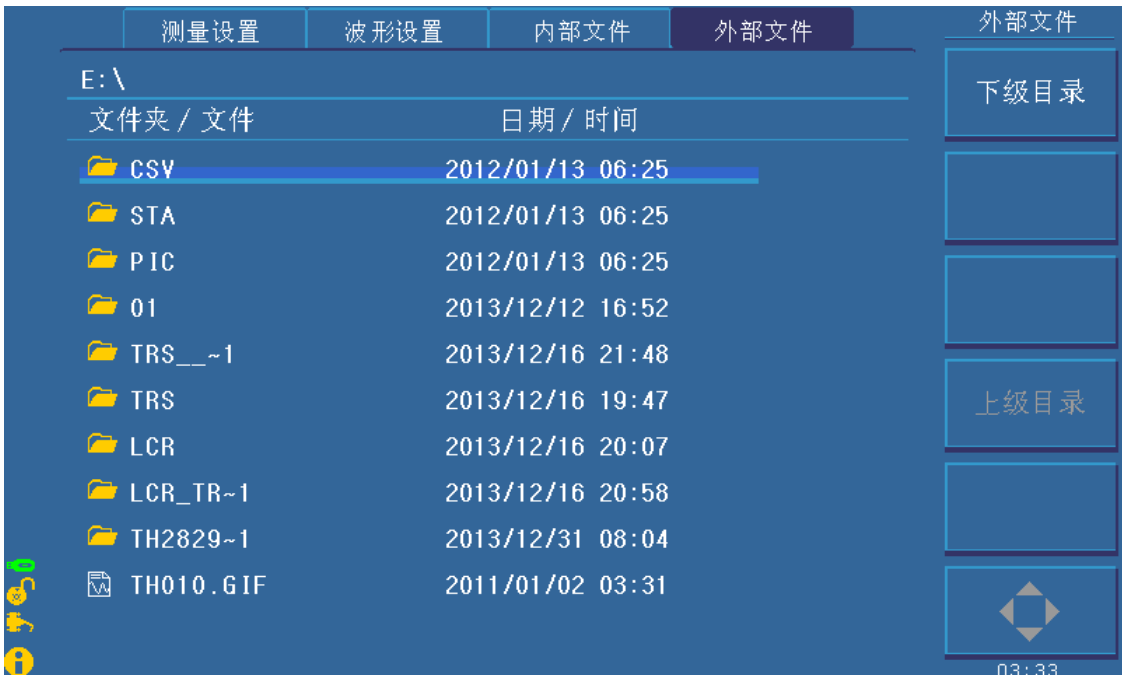 测量设置 波形设置 内部文件 外部文件 外部文件
E:\
下级目录
文件夹 / 文件 日期 / 时间
CSV 2012/01/13 06:25
STA 2012/01/13 06:25
PIC 2012/01/13 06:25
01 2013/12/12 16:52
TRS__~1 2013/12/16 21:48
TRS 2013/12/16 19:47
上级目录
LCR 2013/12/16 20:07
LCR_TR~1 2013/12/16 20:58
TH2829~1 2013/12/31 08:04
TH010.GIF 2011/01/02 03:31
03:33